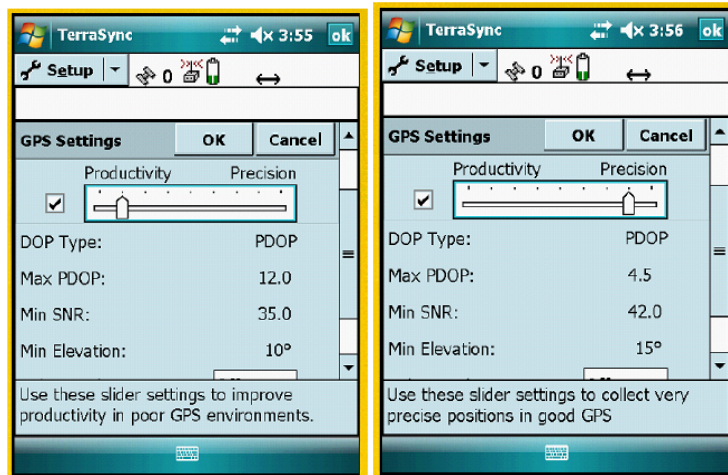 TerraSync 3:55 ok
Setup 0
GPS Settings OK Cancel
Productivity Precision
DOP Type: PDOP
Max PDOP: 12.0
Min SNR: 35.0
Min Elevation: 10°
Use these slider settings to improve
productivity in poor GPS environments.
TerraSync 3:56 ok
Setup 0
GPS Settings OK Cancel
Productivity Precision
DOP Type: PDOP
Max PDOP: 4.5
Min SNR: 42.0
Min Elevation: 15°
Use these slider settings to collect very
precise positions in good GPS